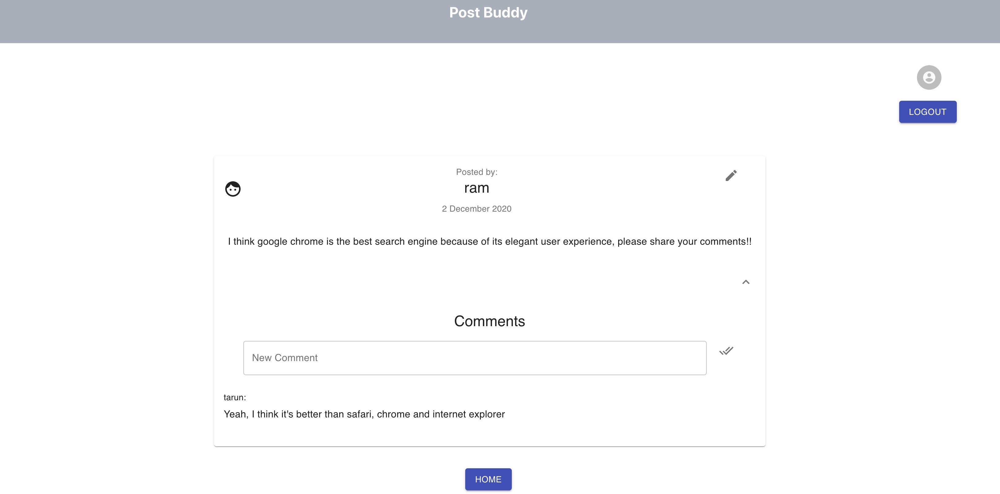 Post Buddy
LOGOUT
Posted by:
ram
2 December 2020
I think google chrome is the best search engine because of its elegant user experience, please share your comments!!
Comments
New Comment
tarun:
Yeah, I think it's better than safari, chrome and internet explorer
HOME